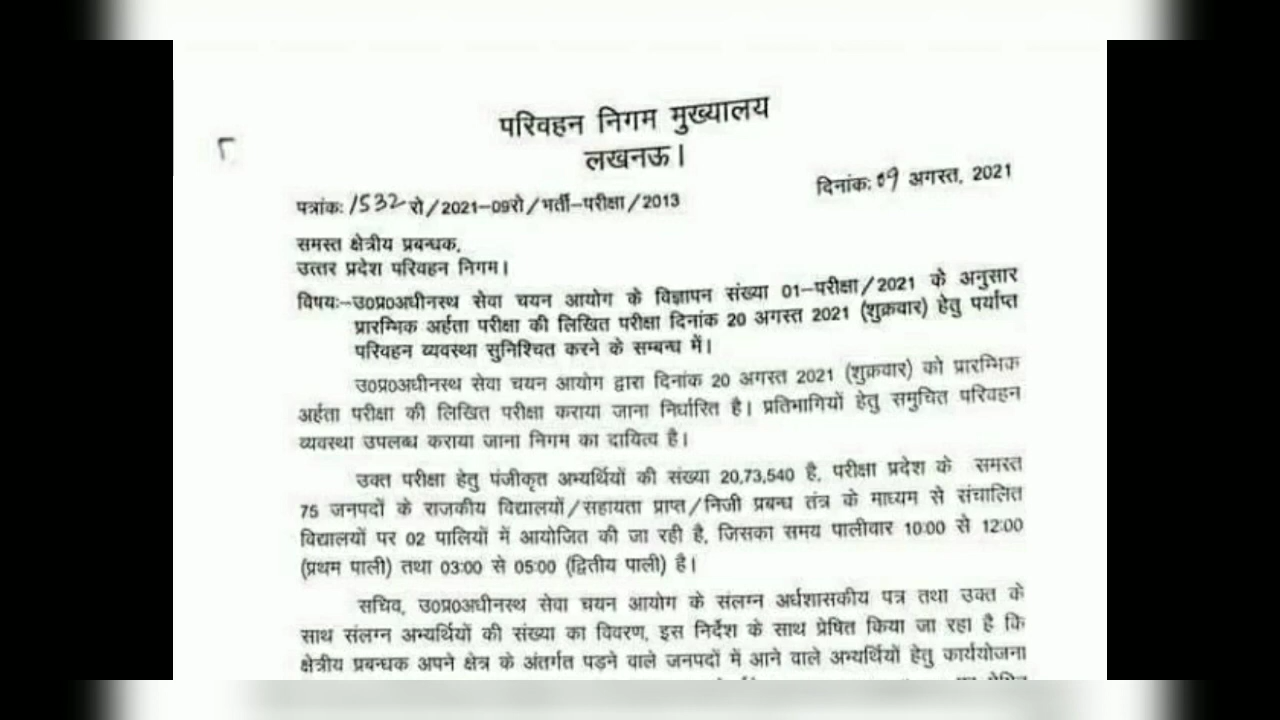 परिवहन निगम मुख्यालय
लखनऊ।
दिनांक: 09 अगस्त, 2021
पत्रांक: 1532 रो/2021-09रो/भर्ती-परीक्षा/2013
समस्त क्षेत्रीय प्रबन्धक,
उत्तर प्रदेश परिवहन निगम।
विषयः-उ0प्र0अधीनस्थ सेवा चयन आयोग के विज्ञापन संख्या 01-परीक्षा/2021 के अनुसार
प्रारम्भिक अर्हता परीक्षा की लिखित परीक्षा दिनांक 20 अगस्त 2021 (शुक्रवार) हेतु पर्याप्त
परिवहन व्यवस्था सुनिश्चित करने के सम्बन्ध में।
उ0प्र0अधीनस्थ सेवा चयन आयोग द्वारा दिनांक 20 अगस्त 2021 (शुक्रवार) को प्रारम्भिक
अर्हता परीक्षा की लिखित परीक्षा कराया जाना निर्धारित है। प्रतिभागियों हेतु समुचित परिवहन
व्यवस्था उपलब्ध कराया जाना निगम का दायित्व है।
उक्त परीक्षा हेतु पंजीकृत अभ्यर्थियों की संख्या 20,73,540 है, परीक्षा प्रदेश के समस्त
75 जनपदों के राजकीय विद्यालयों/सहायता प्राप्त/निजी प्रबन्ध तंत्र के माध्यम से संचालित
विद्यालयों पर 02 पालियों में आयोजित की जा रही है, जिसका समय पालीवार 10:00 से 12:00
(प्रथम पाली) तथा 03:00 से 05:00 (द्वितीय पाली) है।
सचिव, उ0प्र0अधीनस्थ सेवा चयन आयोग के संलग्न अर्धशासकीय पत्र तथा उक्त के
साथ संलग्न अभ्यर्थियों की संख्या का विवरण, इस निर्देश के साथ प्रेषित किया जा रहा है कि
क्षेत्रीय प्रबन्धक अपने क्षेत्र के अंतर्गत पड़ने वाले जनपदों में आने वाले अभ्यर्थियों हेतु कार्ययोजना